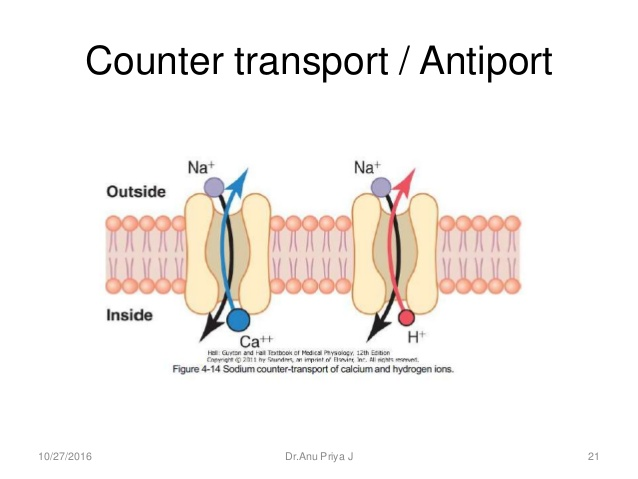 Counter transport / Antiport
Na⁺
Na⁺
Outside
Inside
Ca⁺⁺
H⁺
Hall: Guyton and Hall Textbook of Medical Physiology, 12th Edition
Copyright © 2011 by Saunders, an imprint of Elsevier, Inc. All rights reserved.
Figure 4-14 Sodium counter-transport of calcium and hydrogen ions.
10/27/2016
Dr.Anu Priya J
21